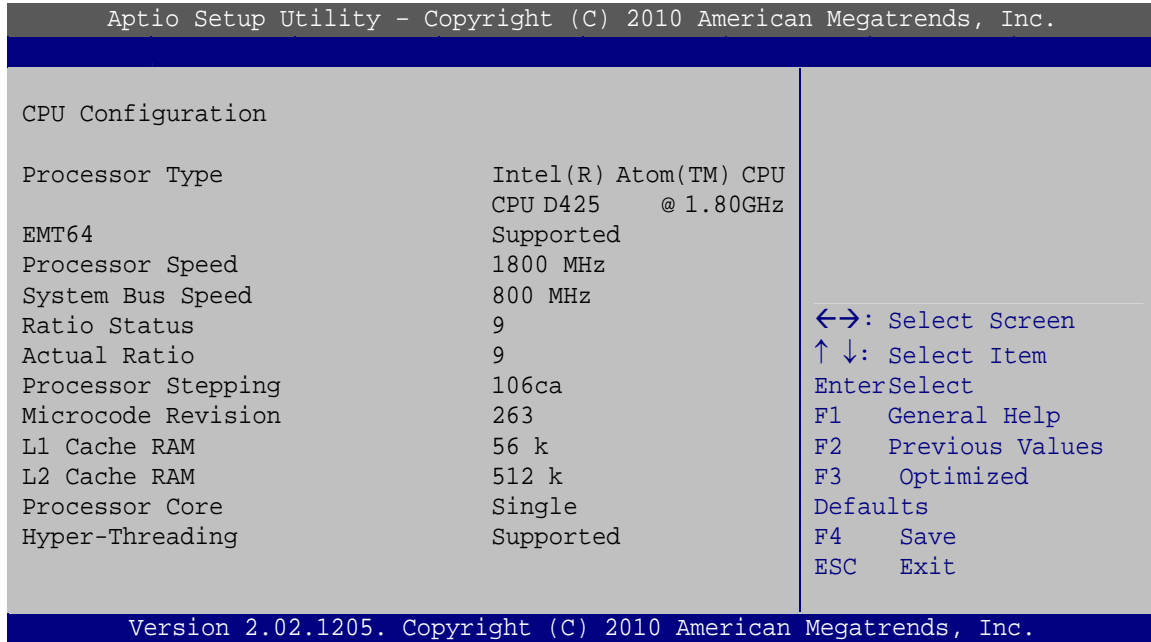 Aptio Setup Utility – Copyright (C) 2010 American Megatrends, Inc.
CPU Configuration
Processor Type Intel(R) Atom(TM) CPU
CPU D425 @ 1.80GHz
EMT64 Supported
Processor Speed 1800 MHz
System Bus Speed 800 MHz
Ratio Status 9
Actual Ratio 9
Processor Stepping 106ca
Microcode Revision 263
L1 Cache RAM 56 k
L2 Cache RAM 512 k
Processor Core Single
Hyper-Threading Supported
←→: Select Screen
↑ ↓: Select Item
EnterSelect
F1 General Help
F2 Previous Values
F3 Optimized
Defaults
F4 Save
ESC Exit
Version 2.02.1205. Copyright (C) 2010 American Megatrends, Inc.